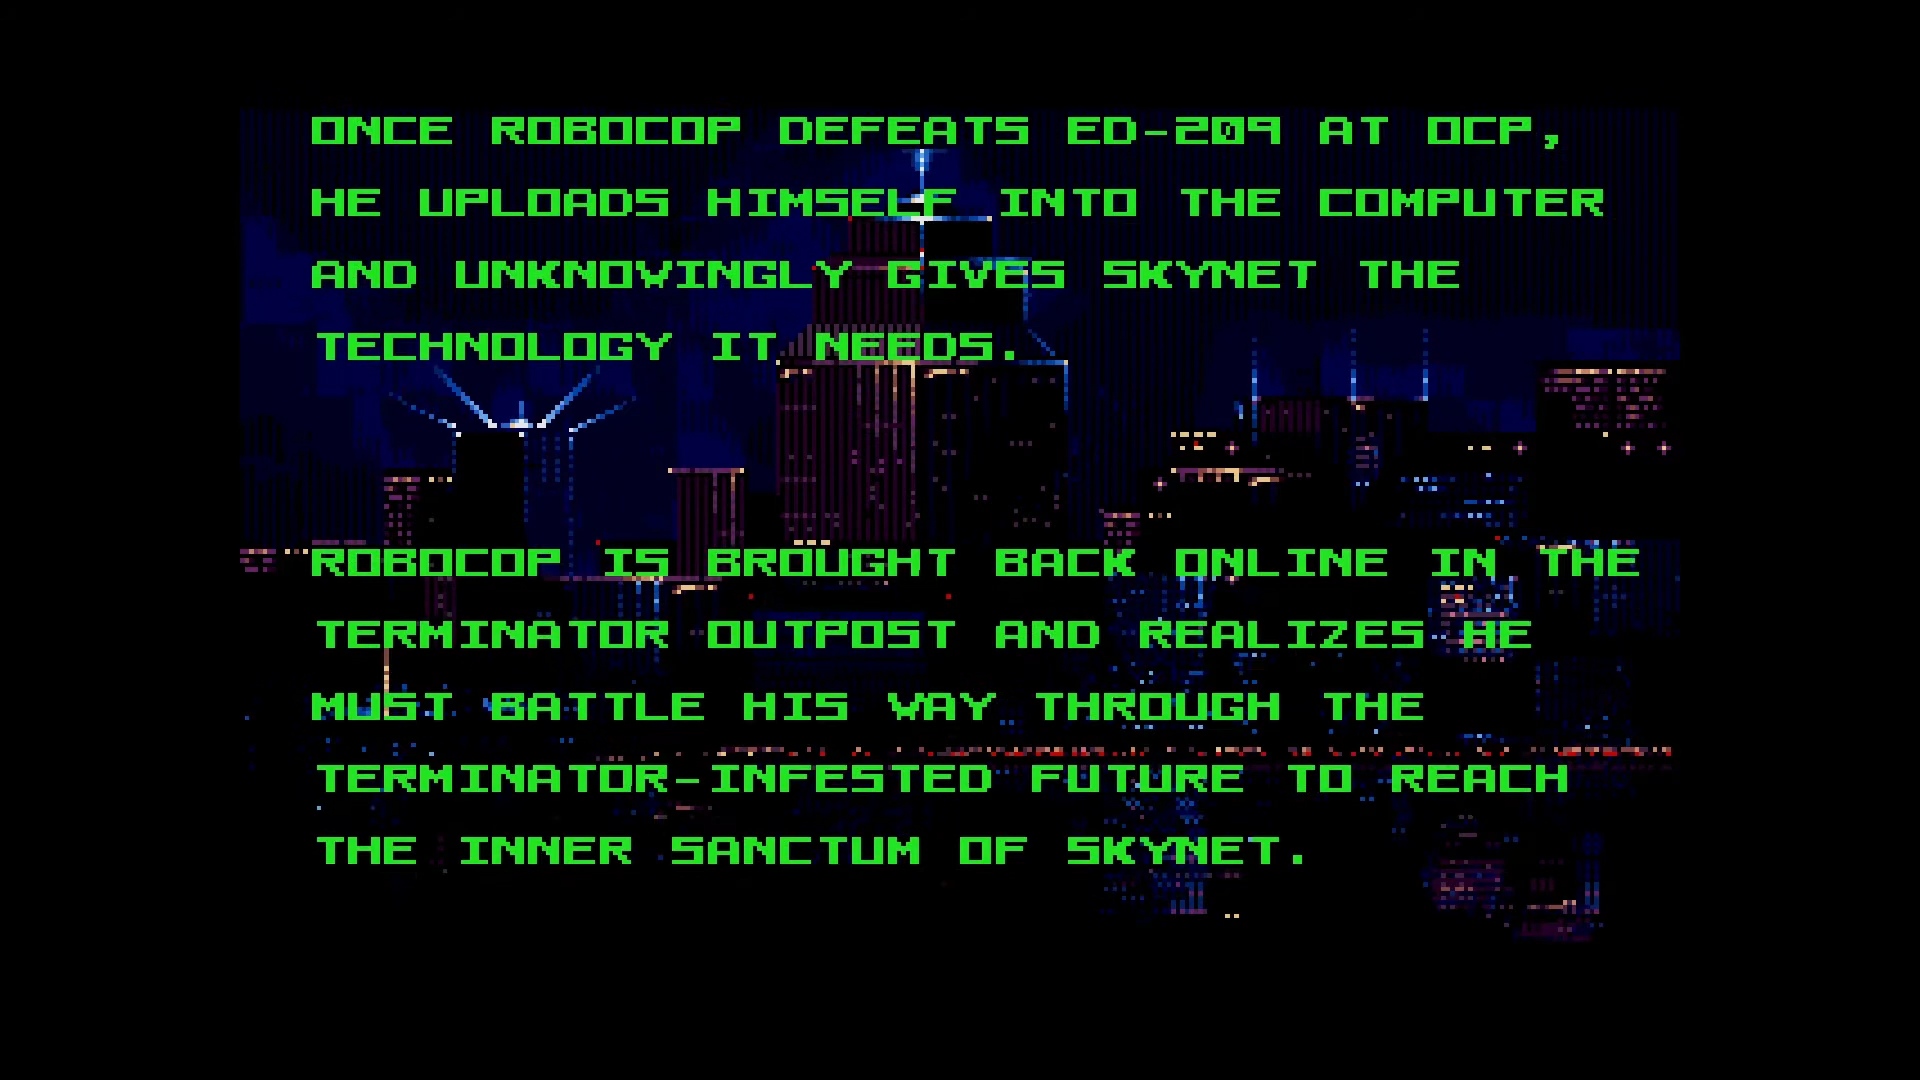 ONCE ROBOCOP DEFEATS ED-209 AT OCP,
HE UPLOADS HIMSELF INTO THE COMPUTER
AND UNKNOWINGLY GIVES SKYNET THE
TECHNOLOGY IT NEEDS.
ROBOCOP IS BROUGHT BACK ONLINE IN THE
TERMINATOR OUTPOST AND REALIZES HE
MUST BATTLE HIS WAY THROUGH THE
TERMINATOR-INFESTED FUTURE TO REACH
THE INNER SANCTUM OF SKYNET.